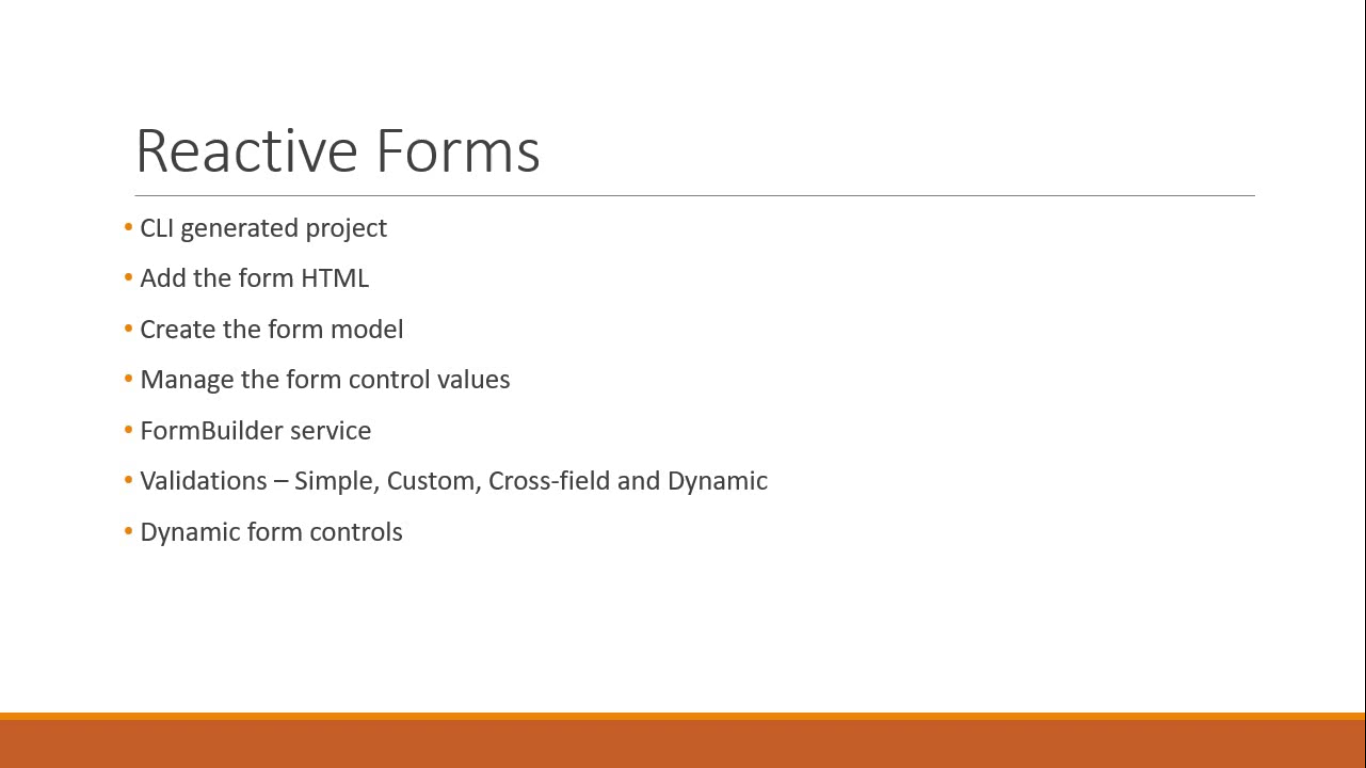 Reactive Forms
• CLI generated project
• Add the form HTML
• Create the form model
• Manage the form control values
• FormBuilder service
• Validations – Simple, Custom, Cross-field and Dynamic
• Dynamic form controls